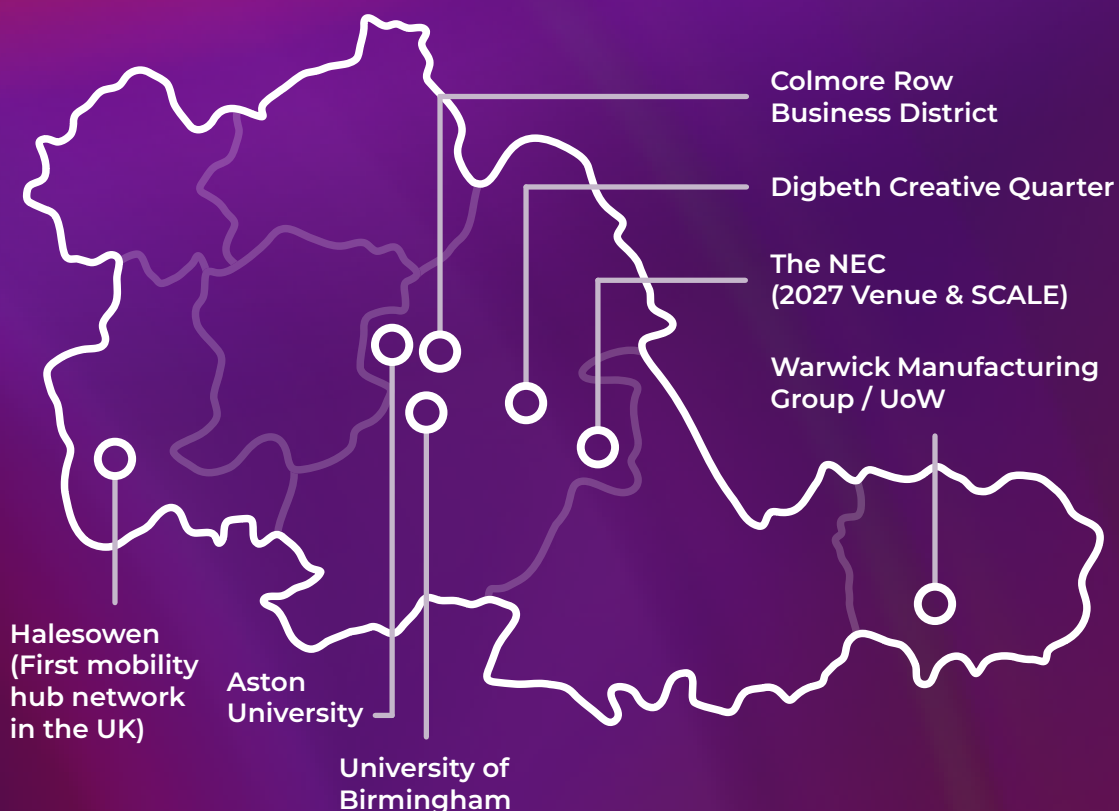 Colmore Row
Business District
Digbeth Creative Quarter
The NEC
(2027 Venue & SCALE)
Warwick Manufacturing
Group / UoW
Halesowen
(First mobility
hub network
in the UK)
Aston
University
University of
Birmingham